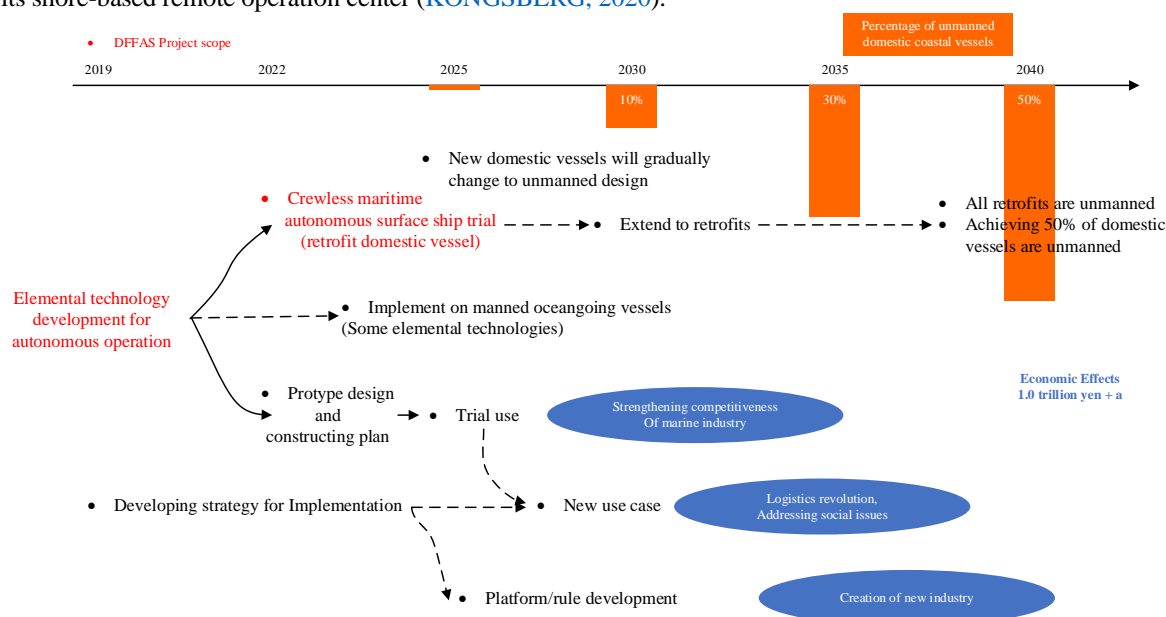 its shore-based remote operation center (KONGSBERG, 2020).
Percentage of unmanned
domestic coastal vessels
• DFFAS Project scope
2019 2022 2025 2030 2035 2040
10% 30% 50%
• New domestic vessels will gradually
change to unmanned design
• Crewless maritime
autonomous surface ship trial
(retrofit domestic vessel)
• Extend to retrofits
• All retrofits are unmanned
• Achieving 50% of domestic
vessels are unmanned
Elemental technology
development for
autonomous operation
• Implement on manned oceangoing vessels
(Some elemental technologies)
Economic Effects
1.0 trillion yen + a
• Protype design
and
constructing plan
• Trial use
Strengthening competitiveness
Of marine industry
• Developing strategy for Implementation
• New use case
Logistics revolution,
Addressing social issues
• Platform/rule development
Creation of new industry